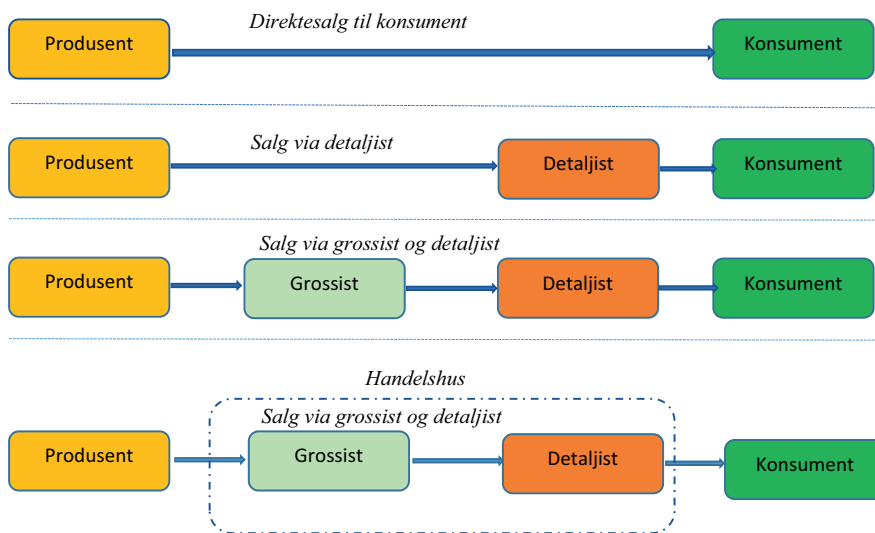 Direktesalg til konsument
Produsent
Konsument
Salg via detaljist
Produsent
Detaljist
Konsument
Salg via grossist og detaljist
Produsent
Grossist
Detaljist
Konsument
Handelshus
Salg via grossist og detaljist
Produsent
Grossist
Detaljist
Konsument